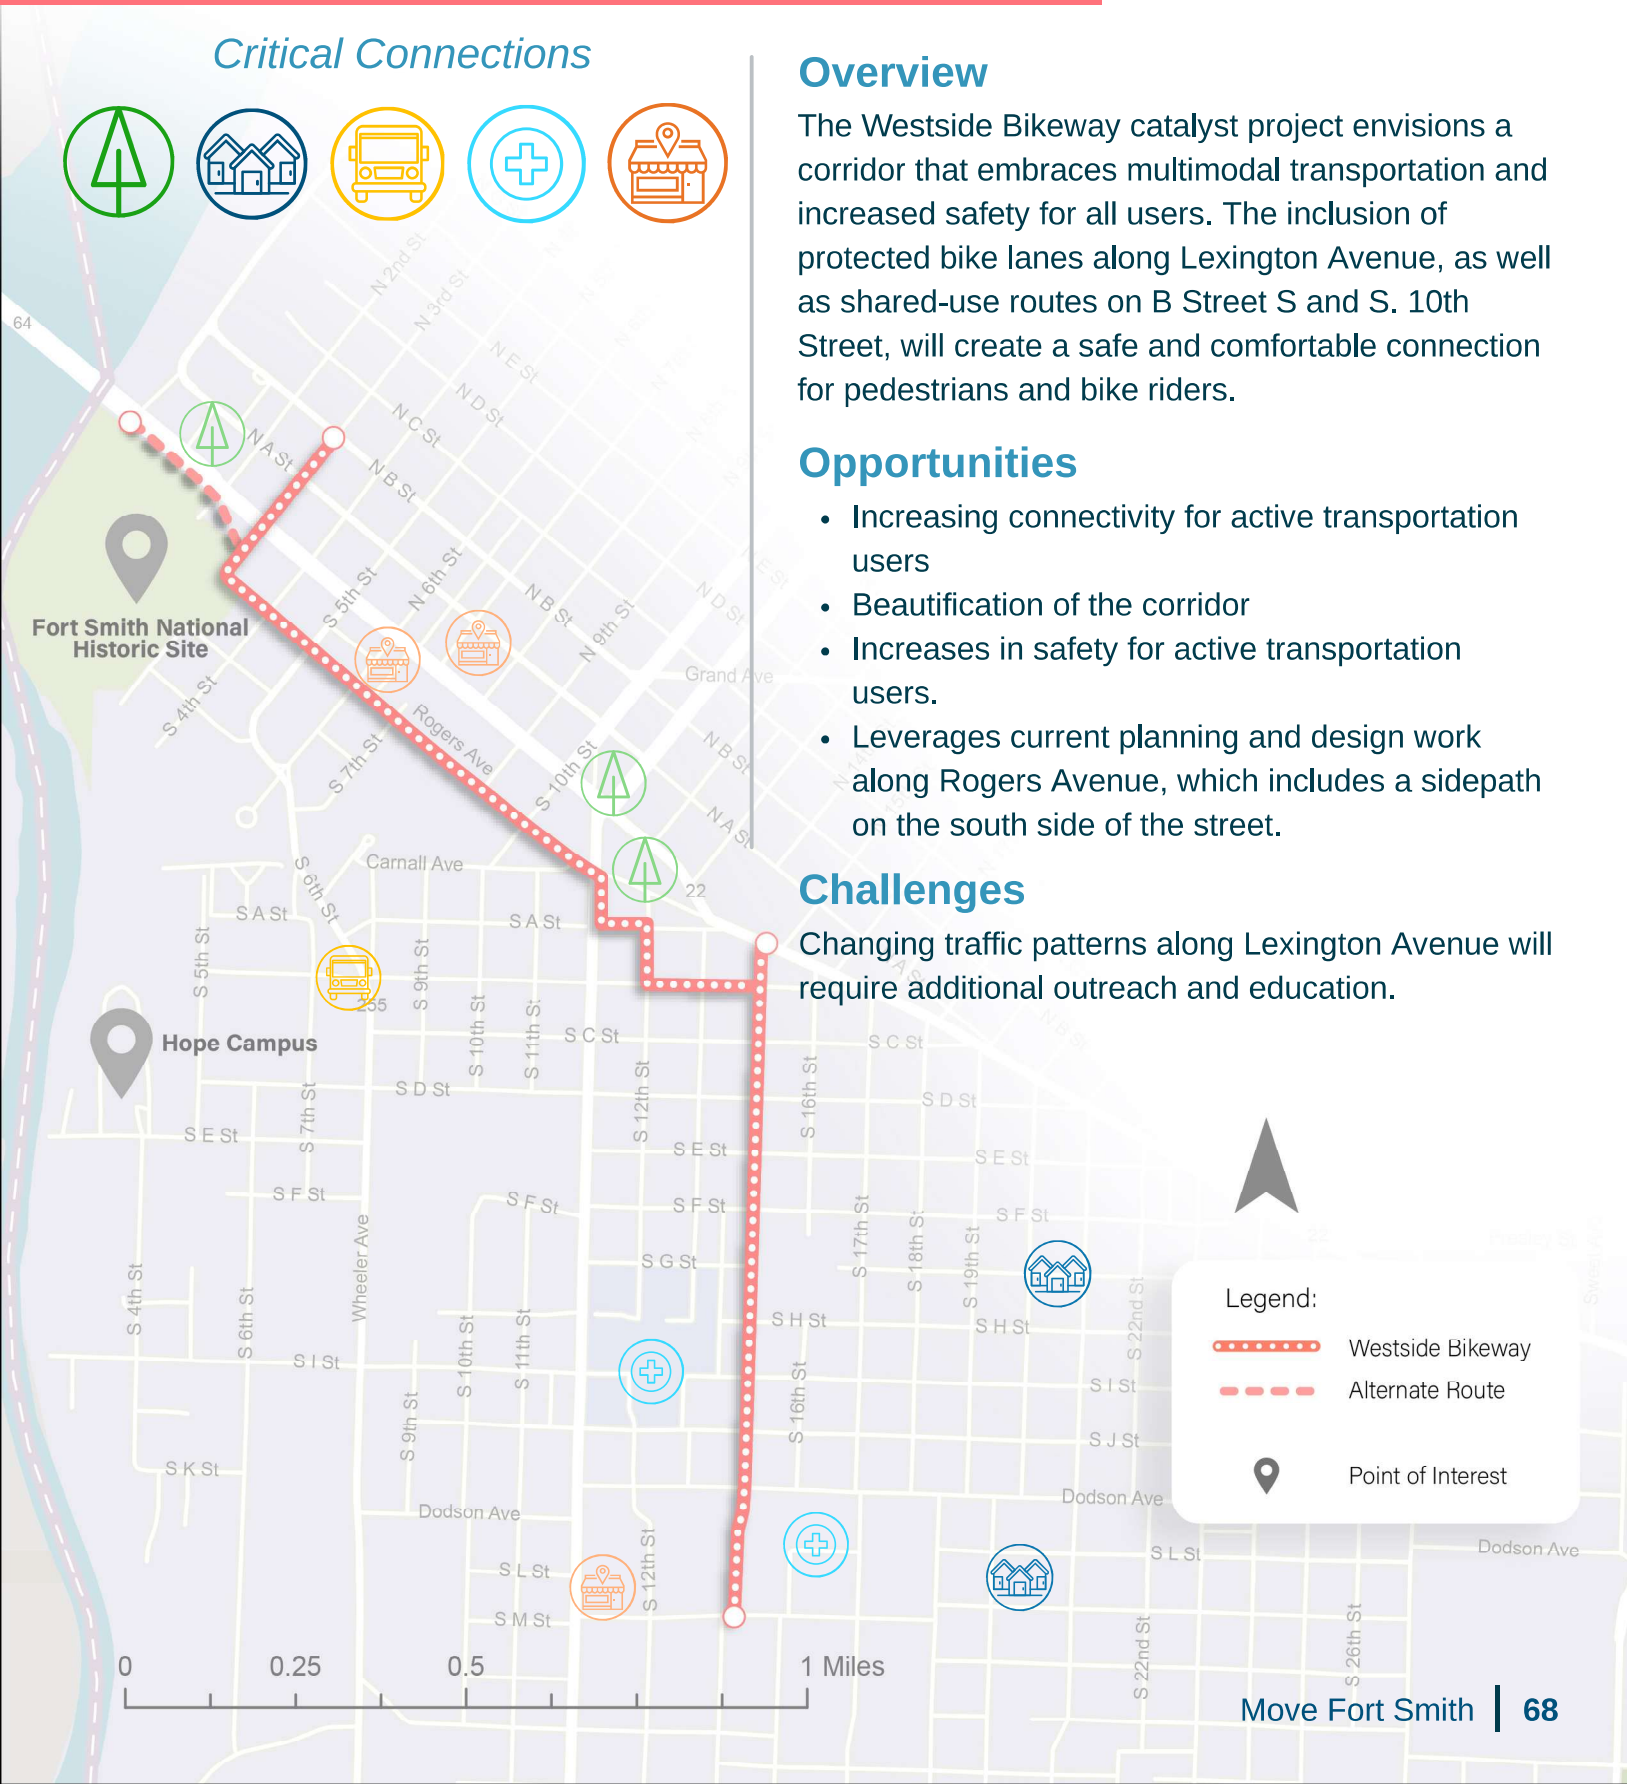 Critical Connections
Overview
The Westside Bikeway catalyst project envisions a
corridor that embraces multimodal transportation and
increased safety for all users. The inclusion of
protected bike lanes along Lexington Avenue, as well
as shared-use routes on B Street S and S. 10th
Street, will create a safe and comfortable connection
for pedestrians and bike riders.
Opportunities
• Increasing connectivity for active transportation
users
• Beautification of the corridor
• Increases in safety for active transportation
users.
• Leverages current planning and design work
along Rogers Avenue, which includes a sidepath
on the south side of the street.
Challenges
Changing traffic patterns along Lexington Avenue will
require additional outreach and education.
64
N 2nd St
N 3rd St
N E St
N D St
N C St
N A St
N B St
Fort Smith National
Historic Site
S 5th St
N 6th St
N B St
N 9th St
N D St
N E St
Grand Ave
S 4th St
S 7th St
Rogers Ave
S 10th St
N B St
N 14th St
N A St
S 6th St
Carnall Ave
22
S A St
S A St
S 5th St
S 9th St
255
S 10th St
S 11th St
S C St
S C St
Hope Campus
S D St
S D St
S 12th St
S 16th St
S 7th St
S E St
S E St
S E St
S F St
S F St
S F St
S F St
S 17th St
S 18th St
S 19th St
Wheeler Ave
S G St
S 4th St
S 6th St
S H St
S H St
S 22nd St
S 10th St
S 11th St
S I St
S I St
S 9th St
S 16th St
S J St
S K St
Dodson Ave
Dodson Ave
Dodson Ave
S L St
S L St
S 12th St
S M St
S 22nd St
S 26th St
Legend:
Westside Bikeway
Alternate Route
Point of Interest
0 0.25 0.5 1 Miles
Move Fort Smith | 68